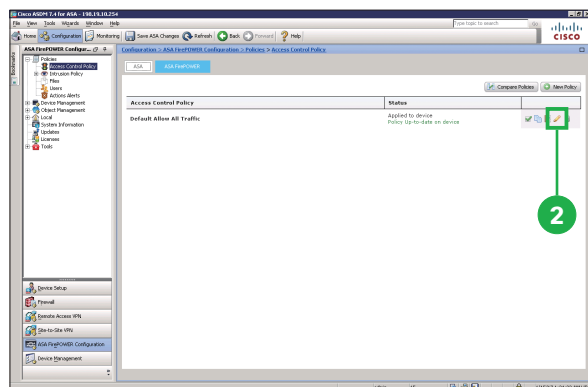 Cisco ASDM 7.4 for ASA - 198.19.10.254
File View Tools Wizards Window Help
Type topic to search
Home Configuration Monitoring Save ASA Changes Refresh Back Forward Help
CISCO
Bookmarks
ASA FirePOWER Configur...
Configuration > ASA FirePOWER Configuration > Policies > Access Control Policy
Policies
Access Control Policy
Intrusion Policy
Files
Users
Actions Alerts
Device Management
Object Management
Local
System Information
Updates
Licenses
Tools
ASA ASA FirePOWER
Compare Policies New Policy
Access Control Policy Status
Default Allow All Traffic Applied to device
Policy Up-to-date on device
2
Device Setup
Firewall
Remote Access VPN
Site-to-Site VPN
ASA FirePOWER Configuration
Device Management